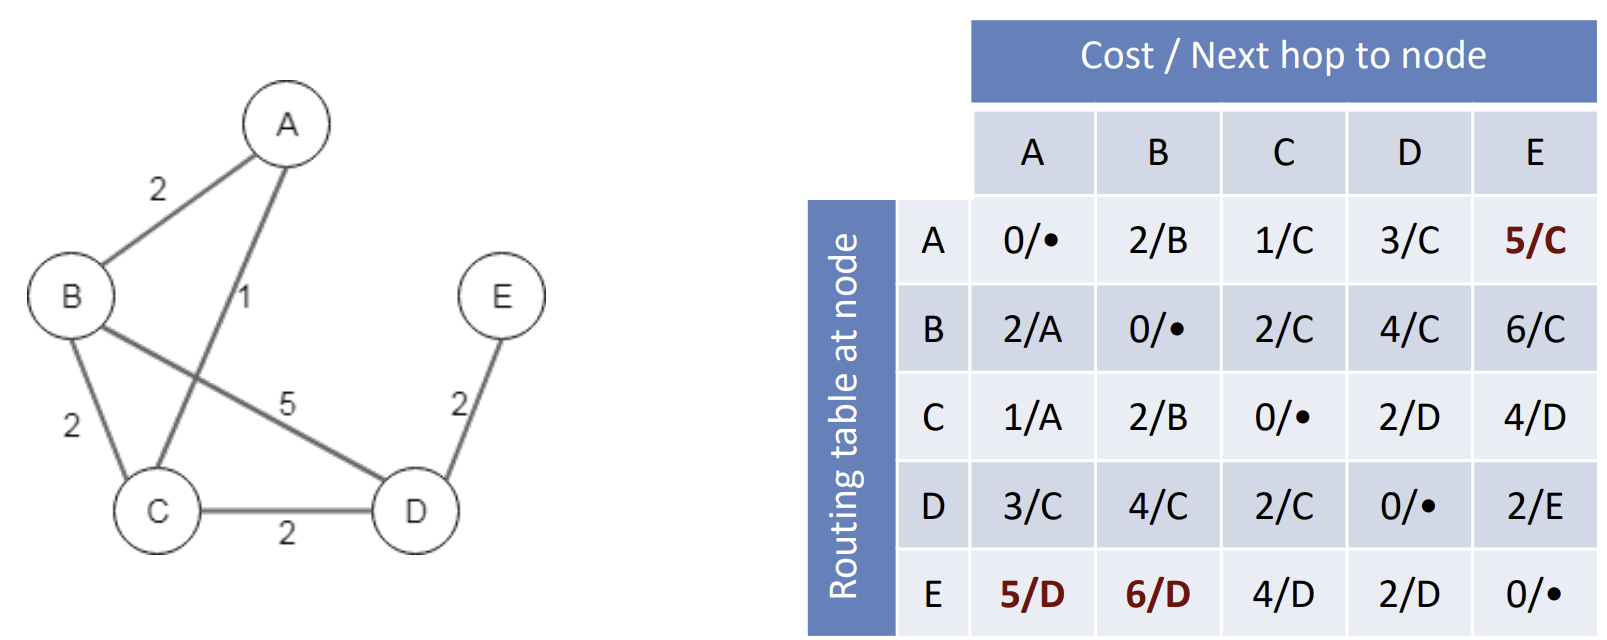 A
2
B
1
E
5
2
2
C
D
2
Cost / Next hop to node
A B C D E
Routing table at node
A 0/• 2/B 1/C 3/C 5/C
B 2/A 0/• 2/C 4/C 6/C
C 1/A 2/B 0/• 2/D 4/D
D 3/C 4/C 2/C 0/• 2/E
E 5/D 6/D 4/D 2/D 0/•